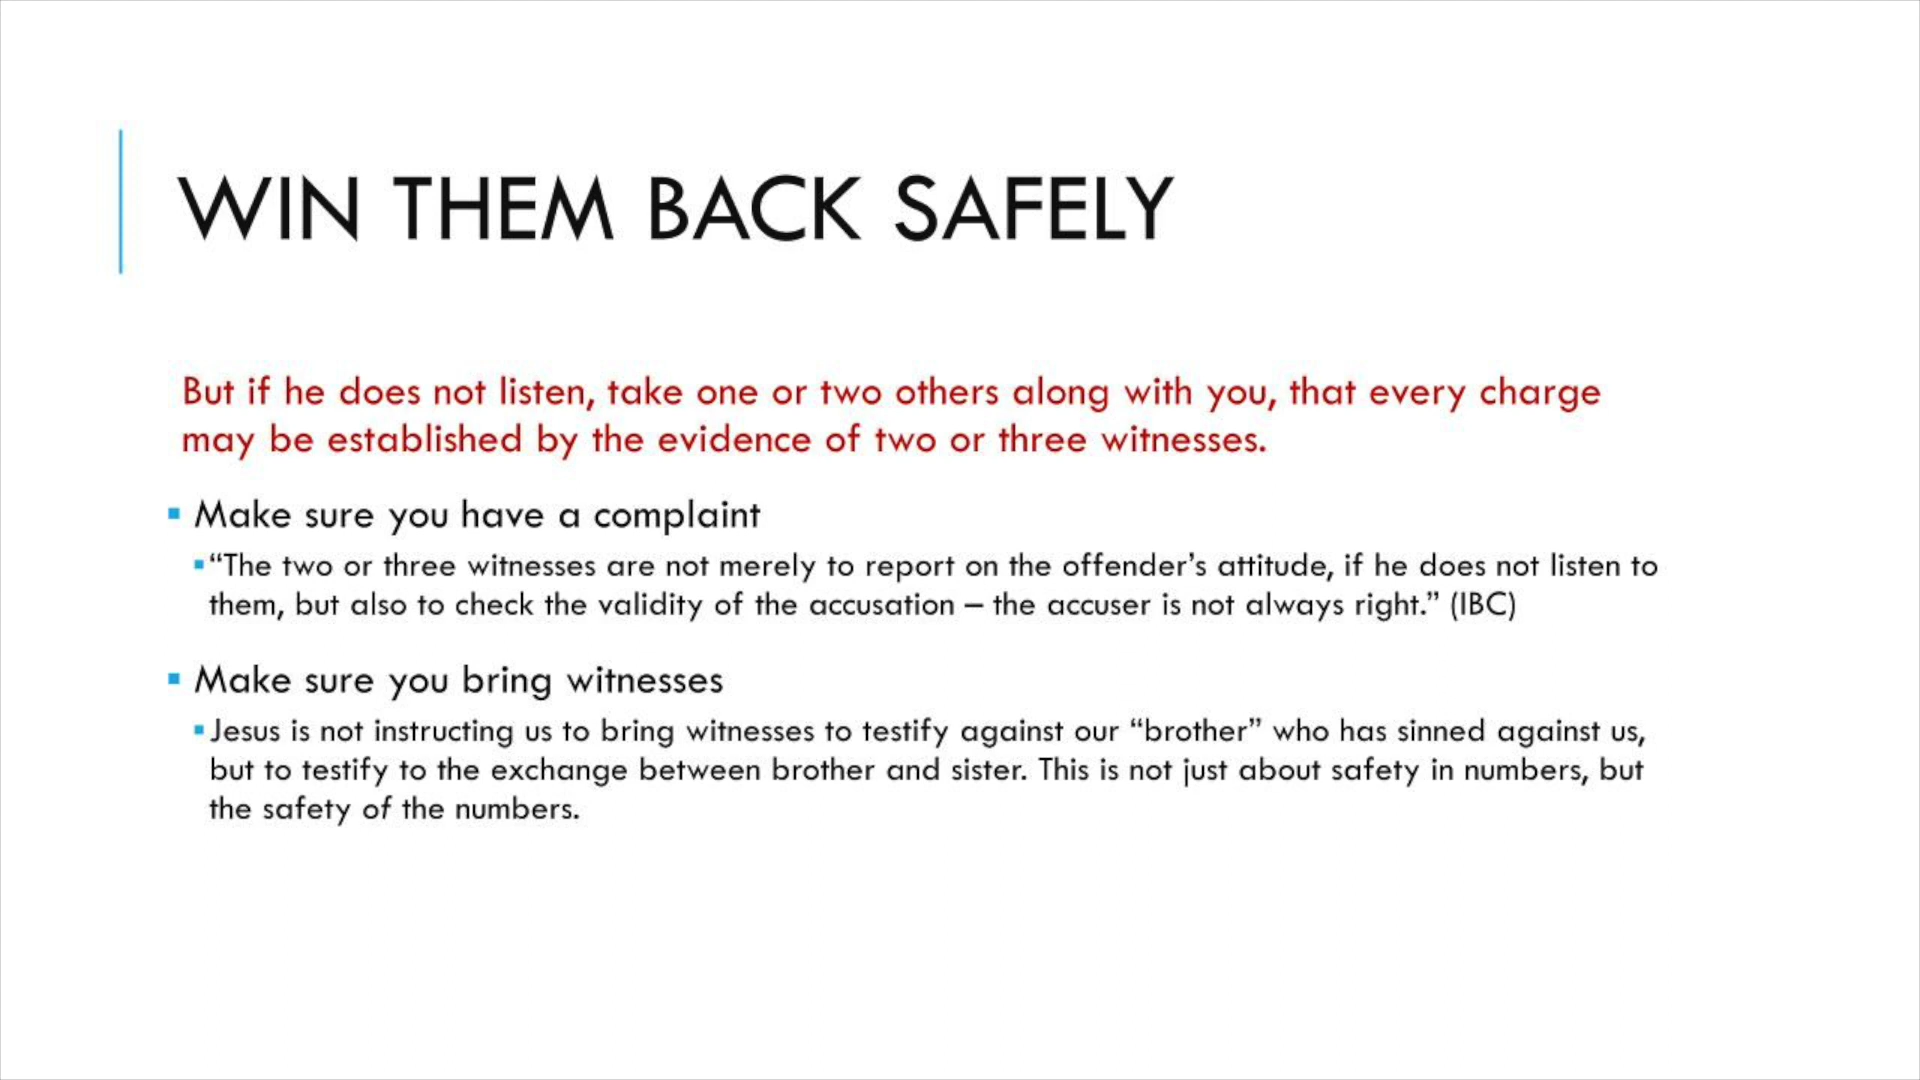 WIN THEM BACK SAFELY
But if he does not listen, take one or two others along with you, that every charge
may be established by the evidence of two or three witnesses.
▪ Make sure you have a complaint
▪ “The two or three witnesses are not merely to report on the offender’s attitude, if he does not listen to
them, but also to check the validity of the accusation – the accuser is not always right.” (IBC)
▪ Make sure you bring witnesses
▪ Jesus is not instructing us to bring witnesses to testify against our “brother” who has sinned against us,
but to testify to the exchange between brother and sister. This is not just about safety in numbers, but
the safety of the numbers.